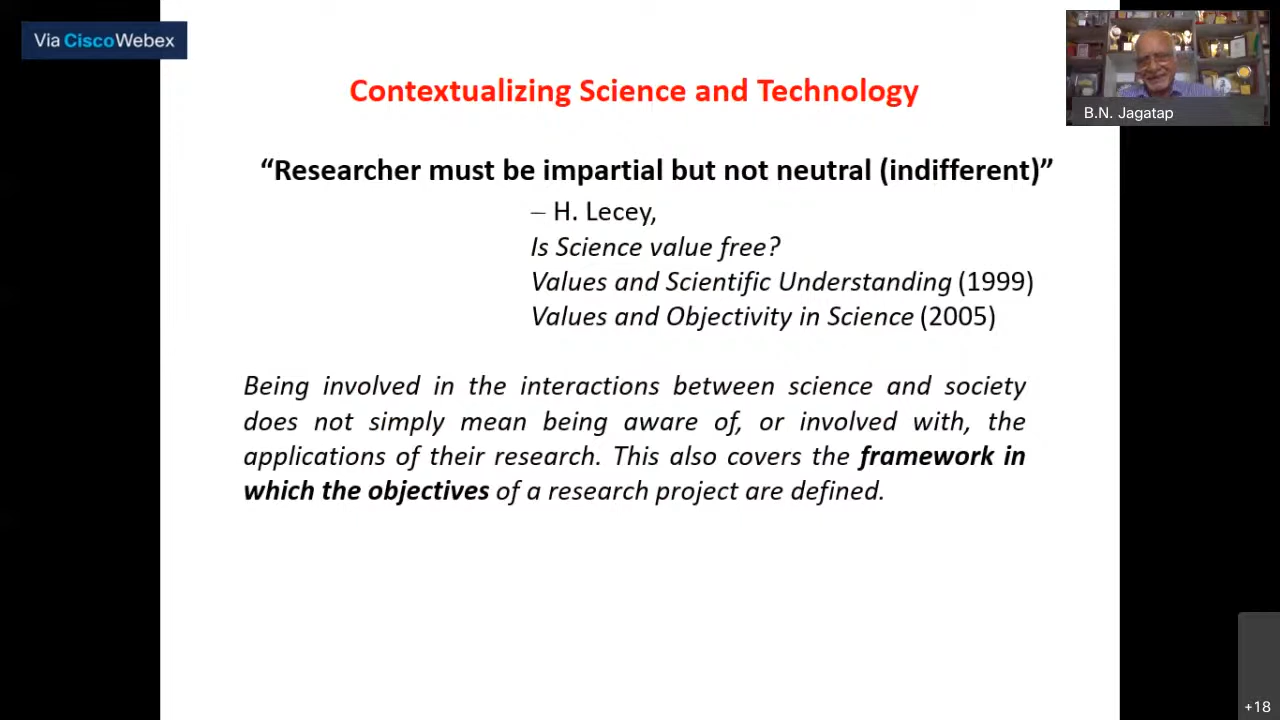 Via CiscoWebex
B.N. Jagatap
Contextualizing Science and Technology
“Researcher must be impartial but not neutral (indifferent)”
– H. Lecey,
Is Science value free?
Values and Scientific Understanding (1999)
Values and Objectivity in Science (2005)
Being involved in the interactions between science and society
does not simply mean being aware of, or involved with, the
applications of their research. This also covers the framework in
which the objectives of a research project are defined.
+18